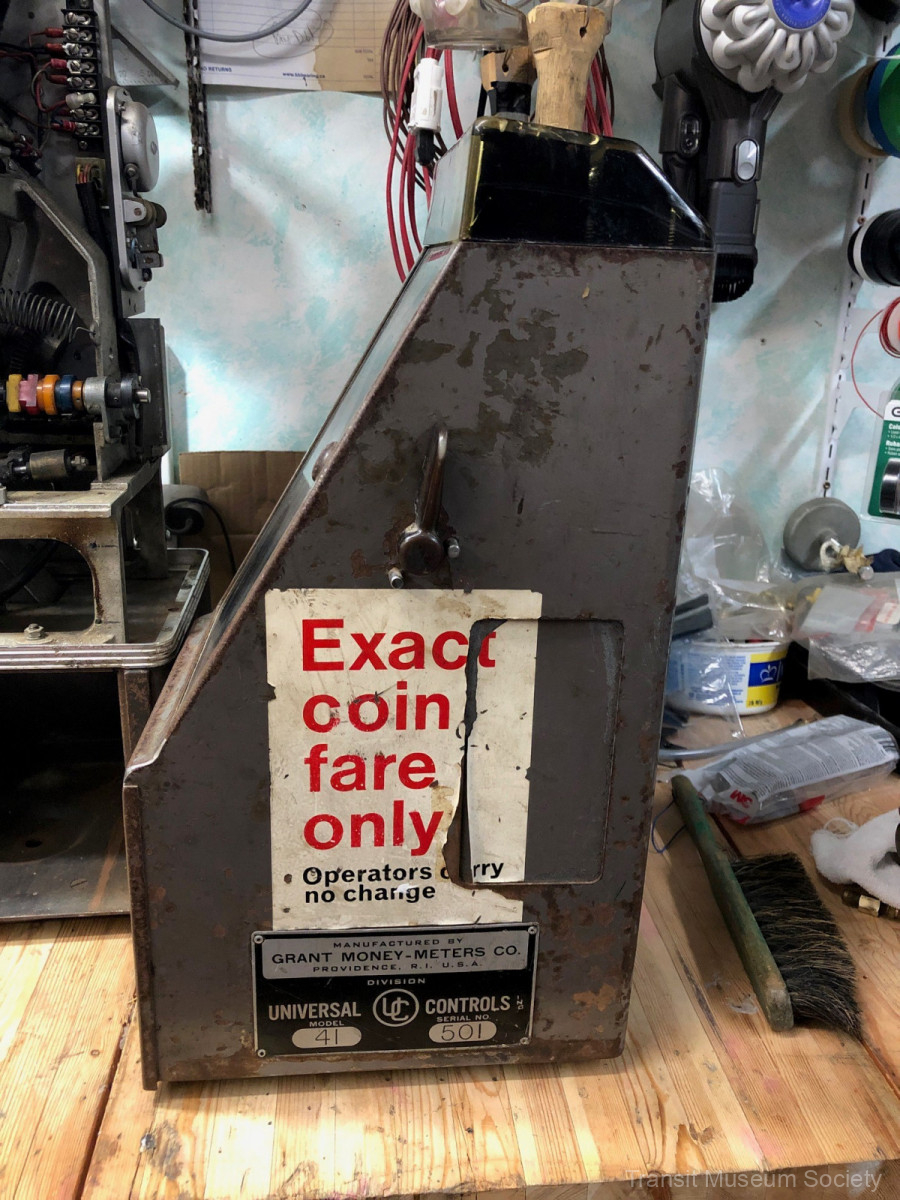 Exact
coin
fare
only
Operators carry
no change
MANUFACTURED BY
GRANT MONEY-METERS CO.
PROVIDENCE, R. I. U.S.A.
DIVISION
UNIVERSAL UC CONTROLS LTD
MODEL SERIAL NO.
41 501
Transit Museum Society